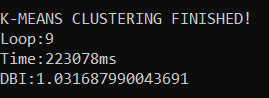 K-MEANS CLUSTERING FINISHED!
Loop:9
Time:223078ms
DBI:1.031687990043691